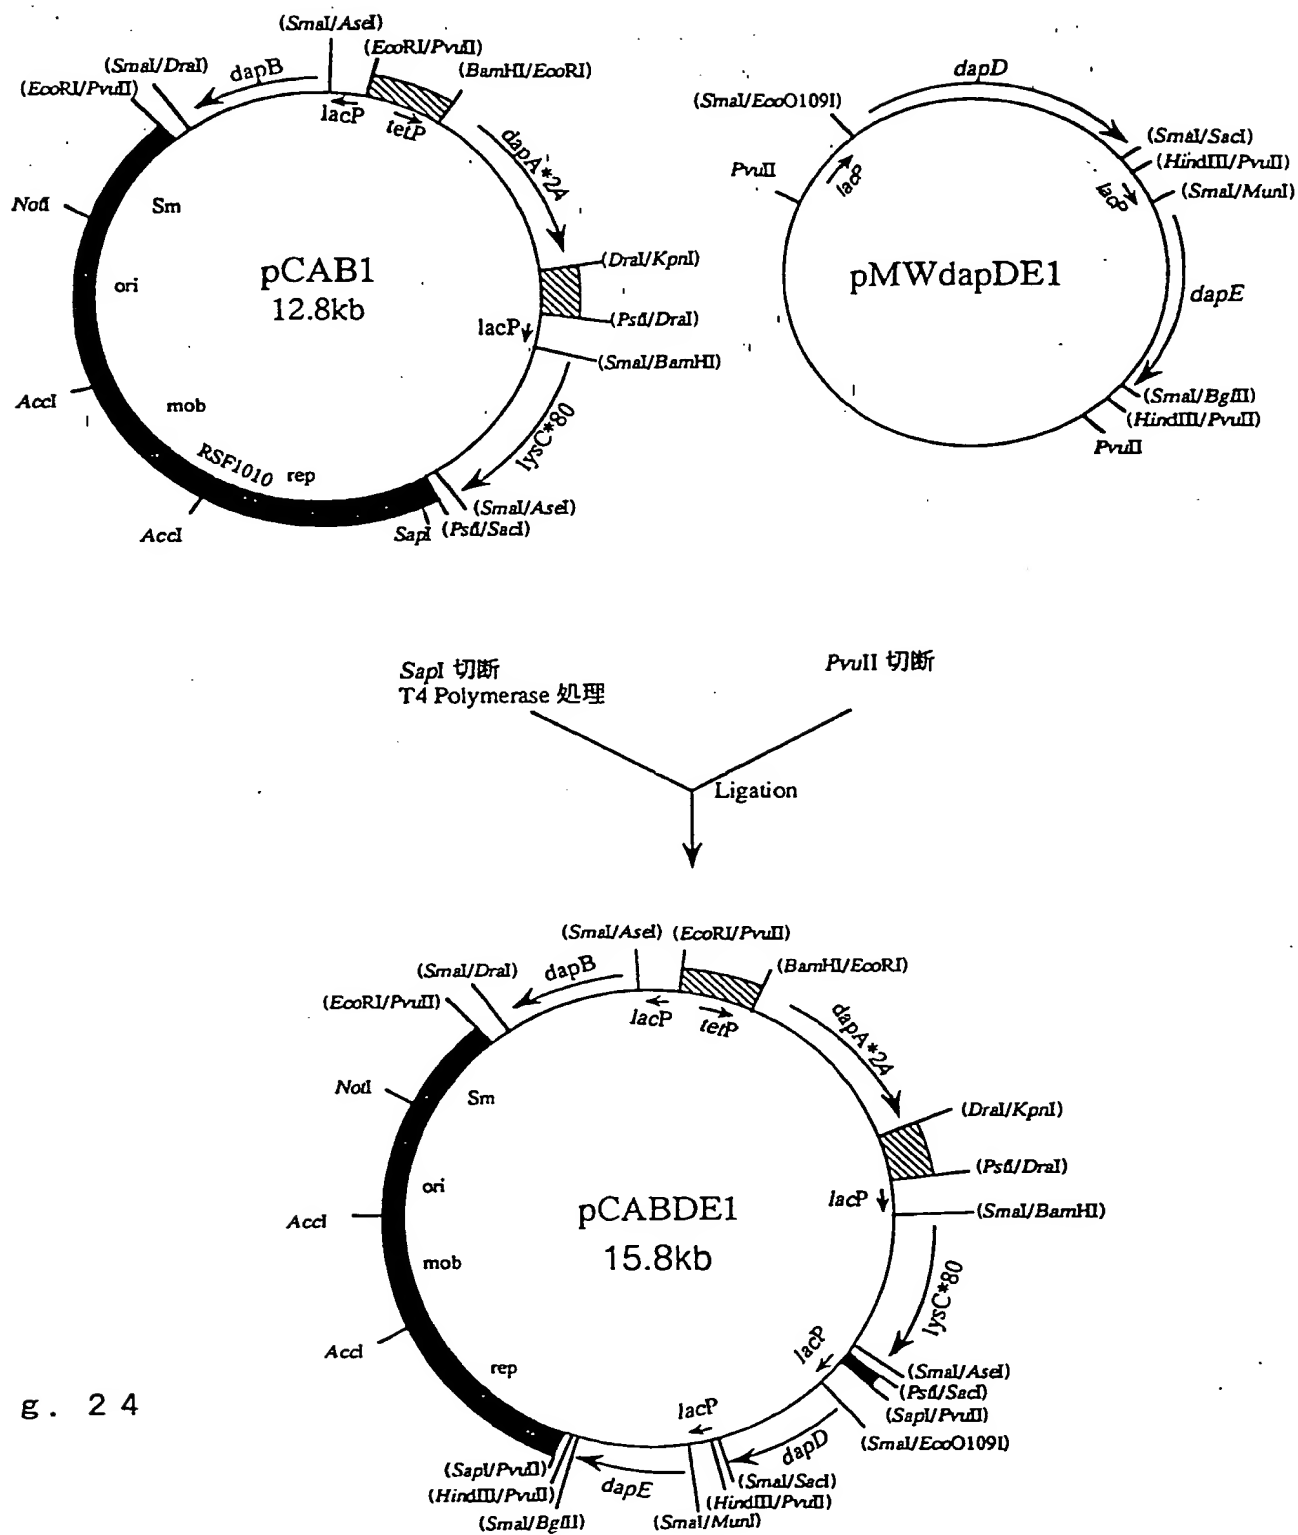 (SmaI/AseI)
(EcoRI/PvuII)
(SmaI/DraI)
dapB
(BamHI/EcoRI)
(EcoRI/PvuII)
lacP
tetP
dapA*24
NotI
Sm
pCAB1
12.8kb
ori
(DraI/KpnI)
(PstI/DraI)
lacP
(SmaI/BamHI)
AccI
mob
lysC*80
RSF1010
rep
(SmaI/AseI)
AccI
SapI
(PstI/SacI)
dapD
(SmaI/EcoO109I)
(SmaI/SacI)
(HindIII/PvuII)
PvuII
lacP
lacP
(SmaI/MunI)
pMWdapDE1
dapE
(SmaI/BglII)
(HindIII/PvuII)
PvuII
SapI 切断
T4 Polymerase 処理
PvuII 切断
Ligation
(SmaI/AseI)
(EcoRI/PvuII)
(SmaI/DraI)
dapB
(BamHI/EcoRI)
(EcoRI/PvuII)
lacP
tetP
dapA*24
NotI
Sm
(DraI/KpnI)
(PstI/DraI)
ori
lacP
AccI
pCABDE1
15.8kb
(SmaI/BamHI)
mob
lysC*80
AccI
lacP
rep
(SmaI/AseI)
(PstI/SacI)
(SapI/PvuII)
(SmaI/EcoO109I)
lacP
dapD
(SapI/PvuII)
dapE
(SmaI/SacI)
(HindIII/PvuII)
(HindIII/PvuII)
(SmaI/BglII)
(SmaI/MunI)
g. 24